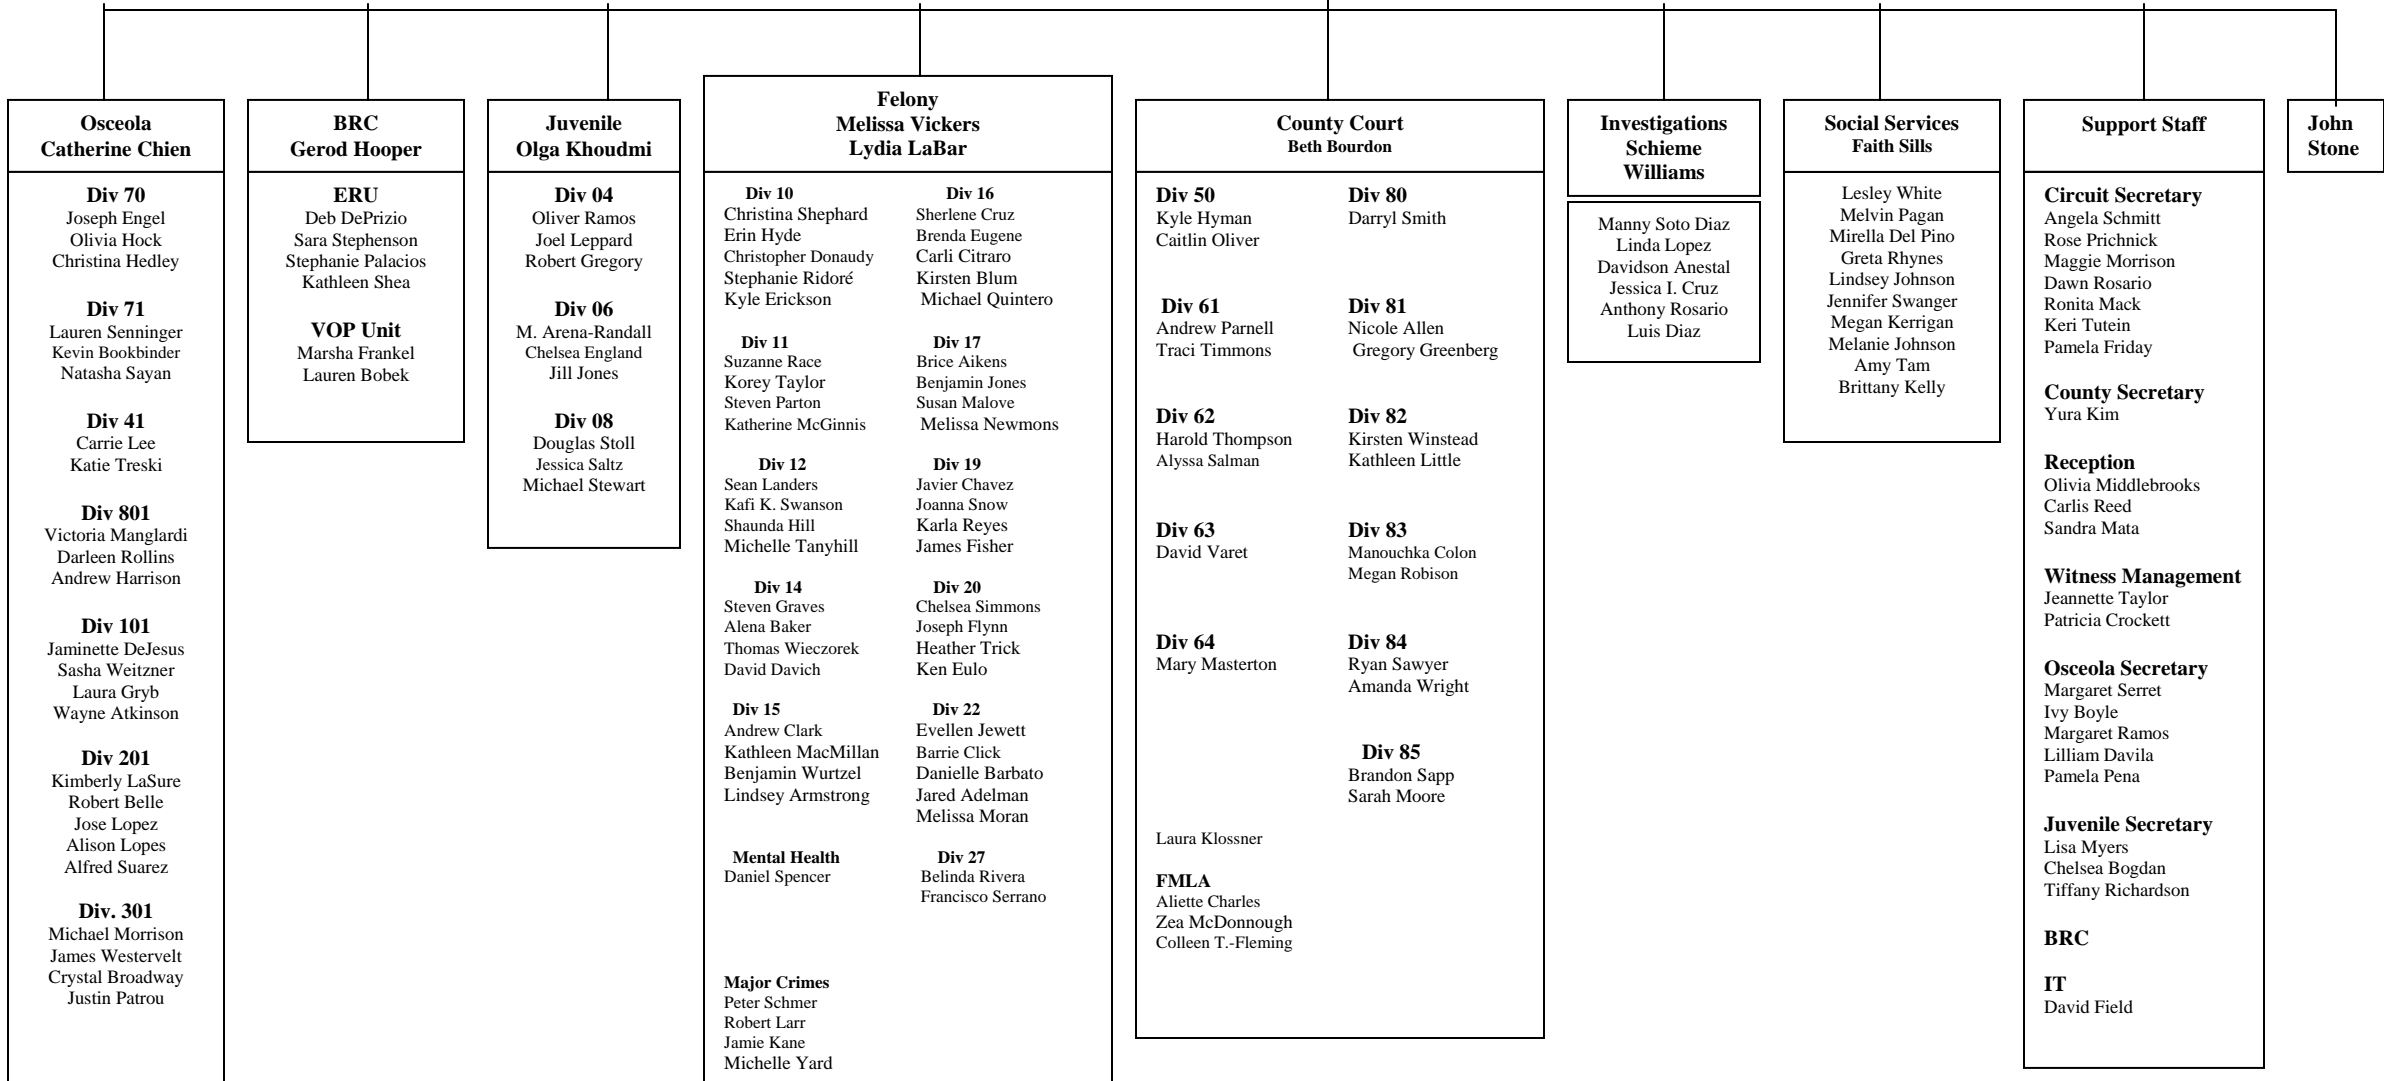 Osceola
Catherine Chien
Div 70
Joseph Engel
Olivia Hock
Christina Hedley
Div 71
Lauren Senninger
Kevin Bookbinder
Natasha Sayan
Div 41
Carrie Lee
Katie Treski
Div 801
Victoria Manglardi
Darleen Rollins
Andrew Harrison
Div 101
Jaminette DeJesus
Sasha Weitzner
Laura Gryb
Wayne Atkinson
Div 201
Kimberly LaSure
Robert Belle
Jose Lopez
Alison Lopes
Alfred Suarez
Div. 301
Michael Morrison
James Westervelt
Crystal Broadway
Justin Patrou
BRC
Gerod Hooper
ERU
Deb DePrizio
Sara Stephenson
Stephanie Palacios
Kathleen Shea
VOP Unit
Marsha Frankel
Lauren Bobek
Juvenile
Olga Khoudmi
Div 04
Oliver Ramos
Joel Leppard
Robert Gregory
Div 06
M. Arena-Randall
Chelsea England
Jill Jones
Div 08
Douglas Stoll
Jessica Saltz
Michael Stewart
Felony
Melissa Vickers
Lydia LaBar
Div 10
Christina Shephard
Erin Hyde
Christopher Donaudy
Stephanie Ridoré
Kyle Erickson
Div 11
Suzanne Race
Korey Taylor
Steven Parton
Katherine McGinnis
Div 12
Sean Landers
Kafi K. Swanson
Shaunda Hill
Michelle Tanyhill
Div 14
Steven Graves
Alena Baker
Thomas Wieczorek
David Davich
Div 15
Andrew Clark
Kathleen MacMillan
Benjamin Wurtzel
Lindsey Armstrong
Mental Health
Daniel Spencer
Major Crimes
Peter Schmer
Robert Larr
Jamie Kane
Michelle Yard
Div 16
Sherlene Cruz
Brenda Eugene
Carli Citraro
Kirsten Blum
Michael Quintero
Div 17
Brice Aikens
Benjamin Jones
Susan Malove
Melissa Newmons
Div 19
Javier Chavez
Joanna Snow
Karla Reyes
James Fisher
Div 20
Chelsea Simmons
Joseph Flynn
Heather Trick
Ken Eulo
Div 22
Evellen Jewett
Barrie Click
Danielle Barbato
Jared Adelman
Melissa Moran
Div 27
Belinda Rivera
Francisco Serrano
County Court
Beth Bourdon
Div 50
Kyle Hyman
Caitlin Oliver
Div 61
Andrew Parnell
Traci Timmons
Div 62
Harold Thompson
Alyssa Salman
Div 63
David Varet
Div 64
Mary Masterton
Laura Klossner
FMLA
Aliette Charles
Zea McDonnough
Colleen T.-Fleming
Div 80
Darryl Smith
Div 81
Nicole Allen
Gregory Greenberg
Div 82
Kirsten Winstead
Kathleen Little
Div 83
Manouchka Colon
Megan Robison
Div 84
Ryan Sawyer
Amanda Wright
Div 85
Brandon Sapp
Sarah Moore
Investigations
Schieme
Williams
Manny Soto Diaz
Linda Lopez
Davidson Anestal
Jessica I. Cruz
Anthony Rosario
Luis Diaz
Social Services
Faith Sills
Lesley White
Melvin Pagan
Mirella Del Pino
Greta Rhynes
Lindsey Johnson
Jennifer Swanger
Megan Kerrigan
Melanie Johnson
Amy Tam
Brittany Kelly
Support Staff
Circuit Secretary
Angela Schmitt
Rose Prichnick
Maggie Morrison
Dawn Rosario
Ronita Mack
Keri Tutein
Pamela Friday
County Secretary
Yura Kim
Reception
Olivia Middlebrooks
Carlis Reed
Sandra Mata
Witness Management
Jeannette Taylor
Patricia Crockett
Osceola Secretary
Margaret Serret
Ivy Boyle
Margaret Ramos
Lilliam Davila
Pamela Pena
Juvenile Secretary
Lisa Myers
Chelsea Bogdan
Tiffany Richardson
BRC
IT
David Field
John
Stone